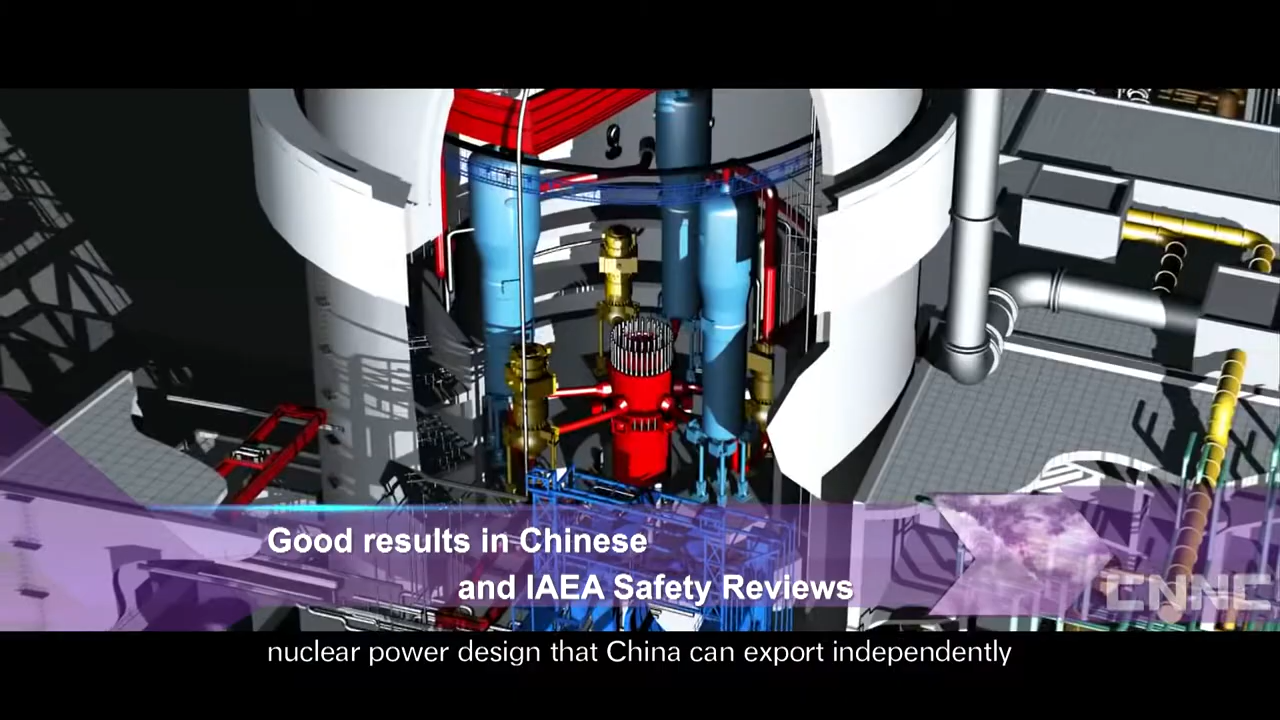 Good results in Chinese
and IAEA Safety Reviews
CNNC
nuclear power design that China can export independently